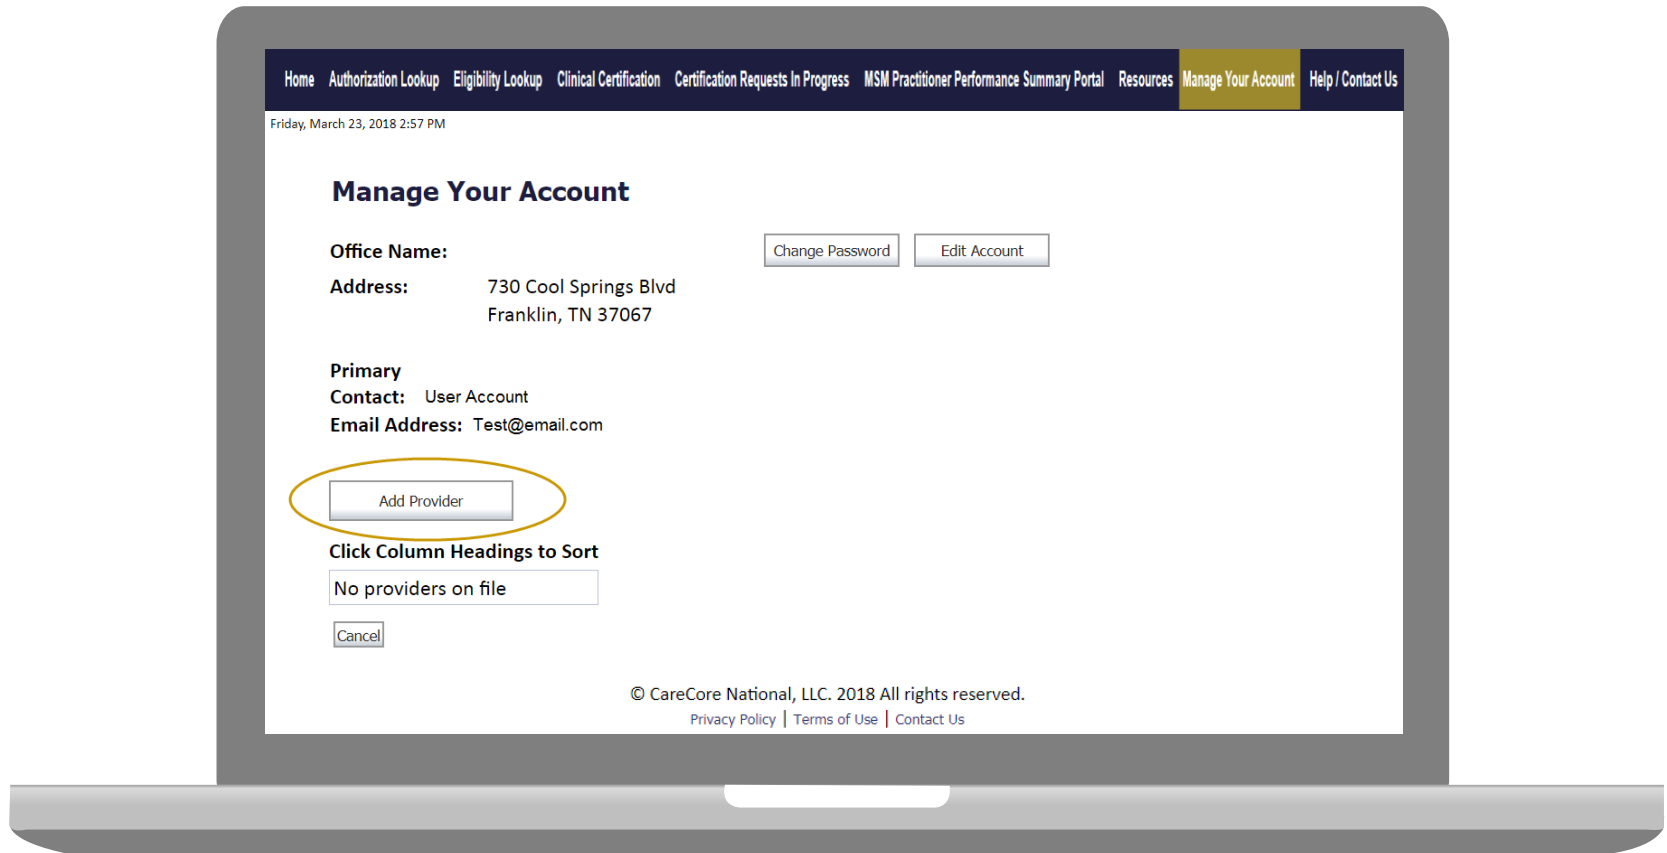 Home Authorization Lookup Eligibility Lookup Clinical Certification Certification Requests In Progress MSM Practitioner Performance Summary Portal Resources Manage Your Account Help / Contact Us
Friday, March 23, 2018 2:57 PM
Manage Your Account
Office Name: Change Password Edit Account
Address: 730 Cool Springs Blvd
Franklin, TN 37067
Primary
Contact: User Account
Email Address: Test@email.com
Add Provider
Click Column Headings to Sort
No providers on file
Cancel
© CareCore National, LLC. 2018 All rights reserved.
Privacy Policy | Terms of Use | Contact Us